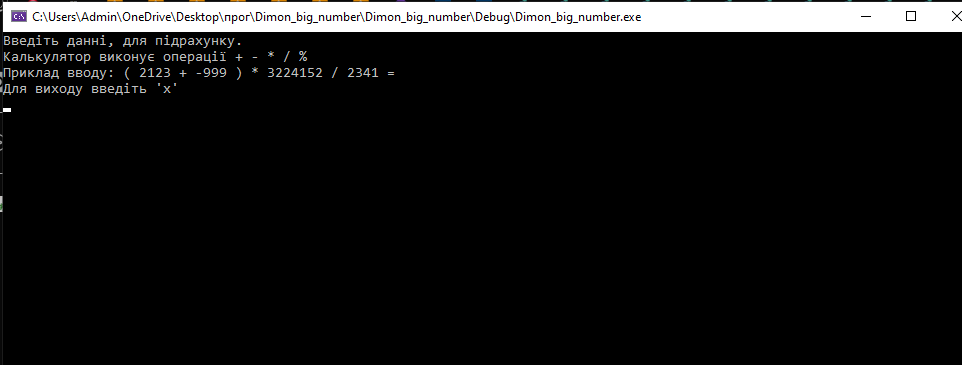 C:\Users\Admin\OneDrive\Desktop\прог\Dimon_big_number\Dimon_big_number\Debug\Dimon_big_number.exe
Введіть данні, для підрахунку.
Калькулятор виконує операції + - * / %
Приклад вводу: ( 2123 + -999 ) * 3224152 / 2341 =
Для виходу введіть 'x'